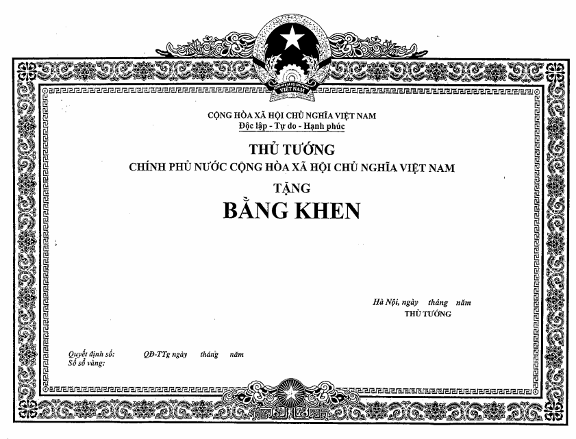 VIỆT NAM
CỘNG HÒA XÃ HỘI CHỦ NGHĨA VIỆT NAM
Độc lập - Tự do - Hạnh phúc
THỦ TƯỚNG
CHÍNH PHỦ NƯỚC CỘNG HÒA XÃ HỘI CHỦ NGHĨA VIỆT NAM
TẶNG
BẰNG KHEN
Hà Nội, ngày tháng năm
THỦ TƯỚNG
Quyết định số: QĐ-TTg ngày tháng năm
Số sổ vàng: